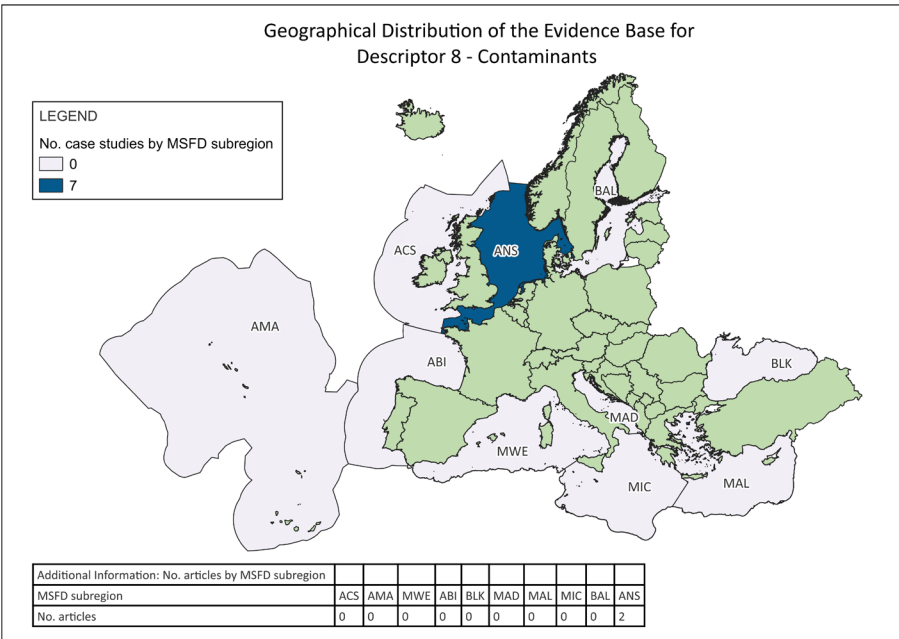 Geographical Distribution of the Evidence Base for
Descriptor 8 - Contaminants
LEGEND
No. case studies by MSFD subregion
0
7
BAL
ACS
ANS
AMA
ABI
BLK
MAD
MWE
MIC
MAL
Additional Information: No. articles by MSFD subregion
MSFD subregion ACS AMA MWE ABI BLK MAD MAL MIC BAL ANS
No. articles 0 0 0 0 0 0 0 0 0 2